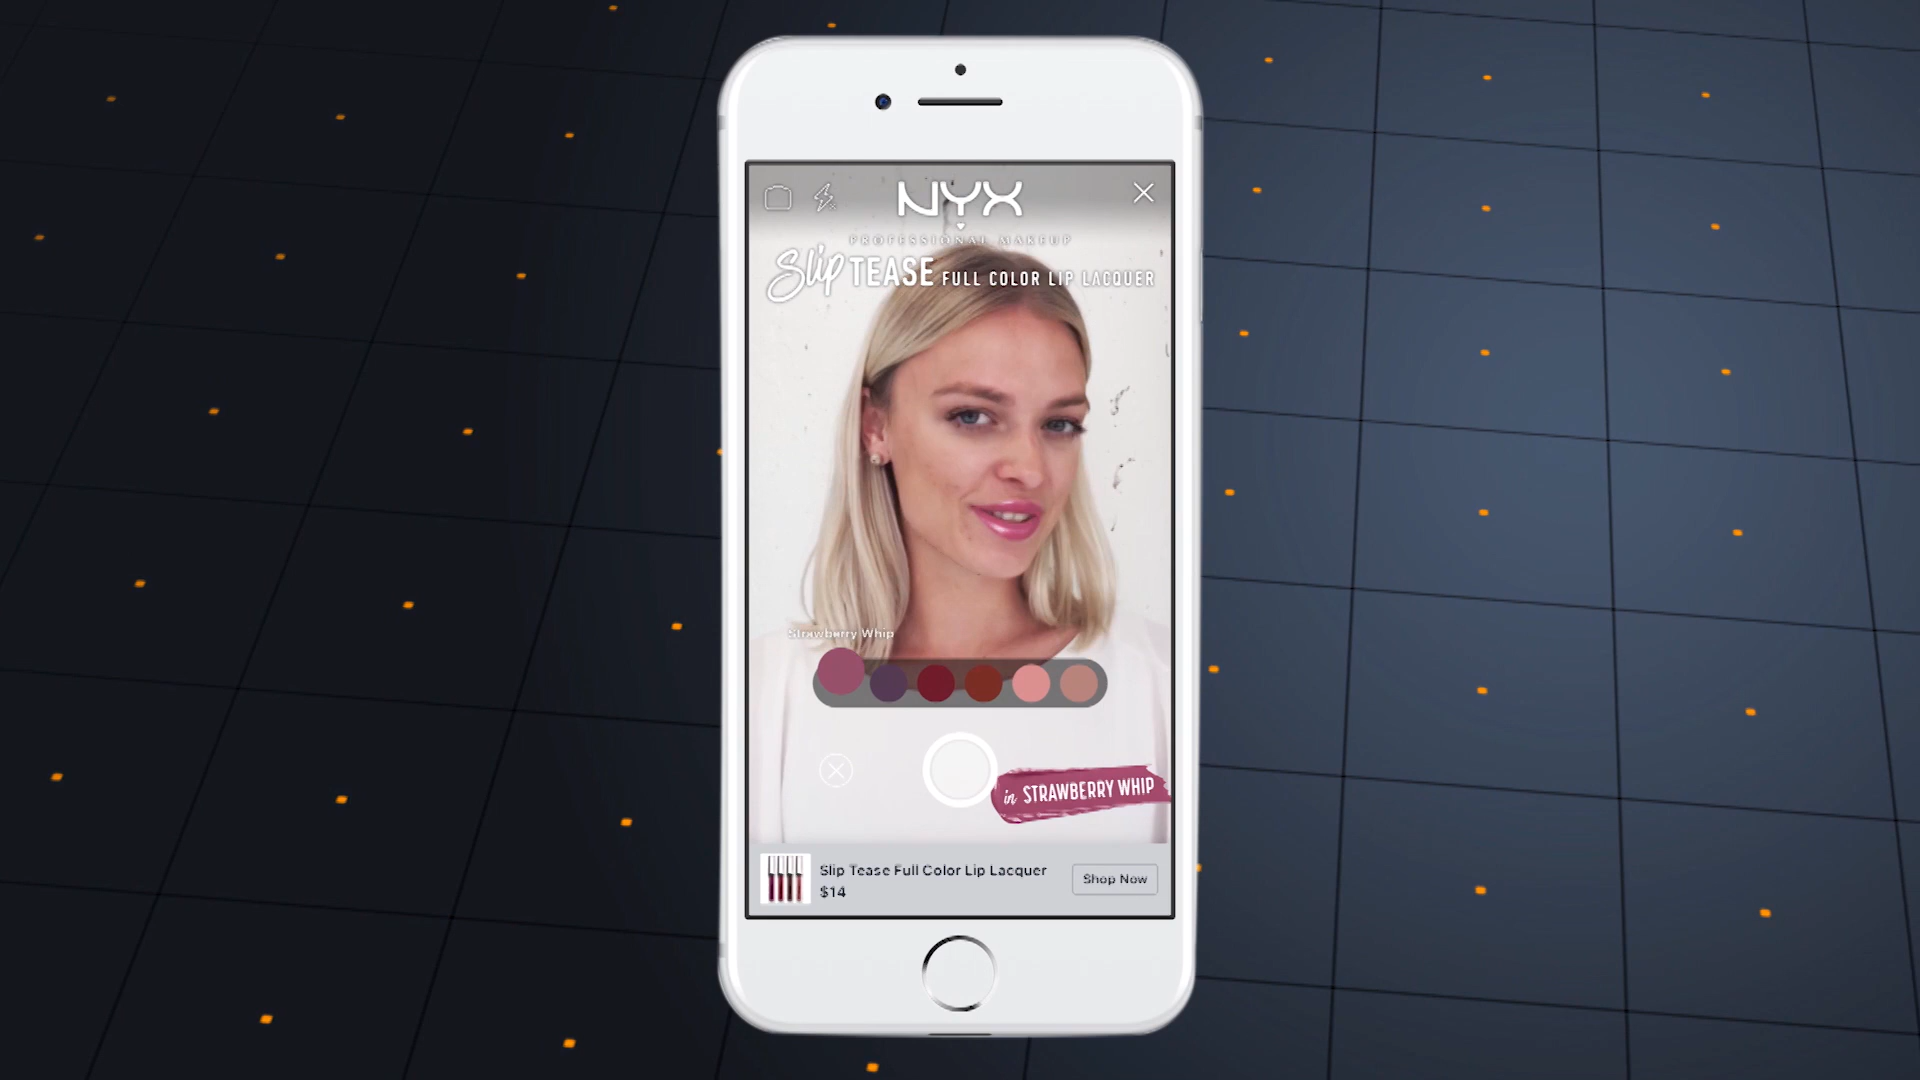 NYX
PROFESSIONAL MAKEUP
Slip TEASE FULL COLOR LIP LACQUER
Strawberry Whip
in STRAWBERRY WHIP
Slip Tease Full Color Lip Lacquer
$14
Shop Now